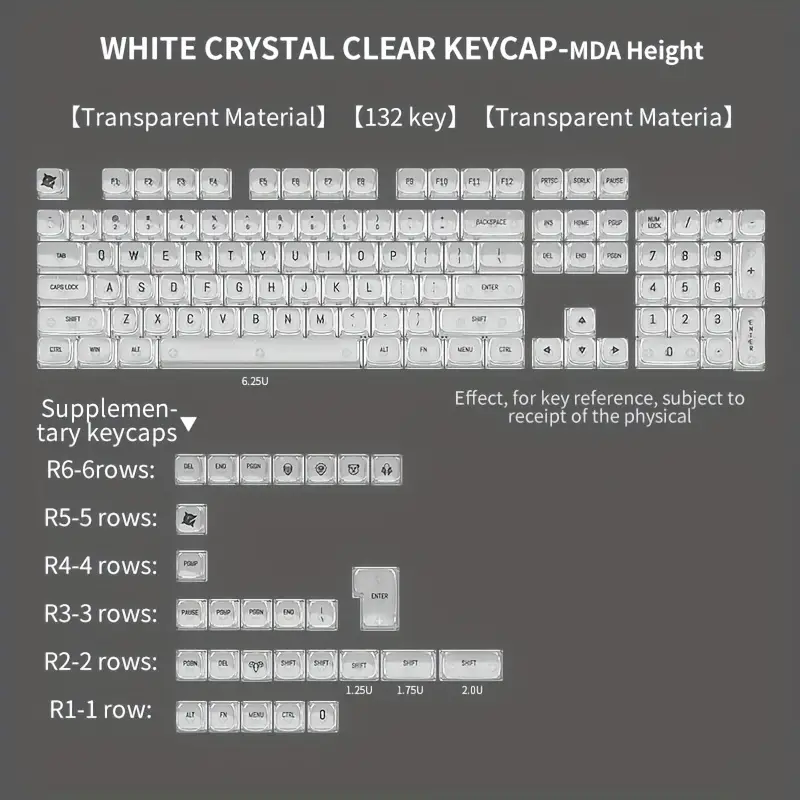 WHITE CRYSTAL CLEAR KEYCAP-MDA Height
【Transparent Material】【132 key】【Transparent Materia】
F1 F2 F3 F4 F5 F6 F7 F8 F9 F10 F11 F12 PRTSC SCRLK PAUSE
~ ! 1 @ 2 # 3 $ 4 % 5 ^ 6 & 7 * 8 ( 9 ) 0 - + = BACKSPACE INS HOME PGUP NUM LOCK / * -
TAB Q W E R T Y U I O P { [ } ] | \ DEL END PGDN 7 8 9 +
CAPS LOCK A S D F G H J K L : ; ENTER 4 5 6
SHIFT Z X C V B N M < , > . ? / SHIFT 1 2 3 ENTER
CTRL WIN ALT ALT FN MENU CTRL 0 .
6.25U
Effect, for key reference, subject to
receipt of the physical
Supplemen-
tary keycaps▼
R6-6rows: DEL END PGDN
R5-5 rows:
R4-4 rows: PGUP
R3-3 rows: PAUSE PGUP PGDN END | \ ENTER
R2-2 rows: PGDN DEL SHIFT SHIFT SHIFT SHIFT SHIFT
1.25U 1.75U 2.0U
R1-1 row: ALT FN MENU CTRL 0